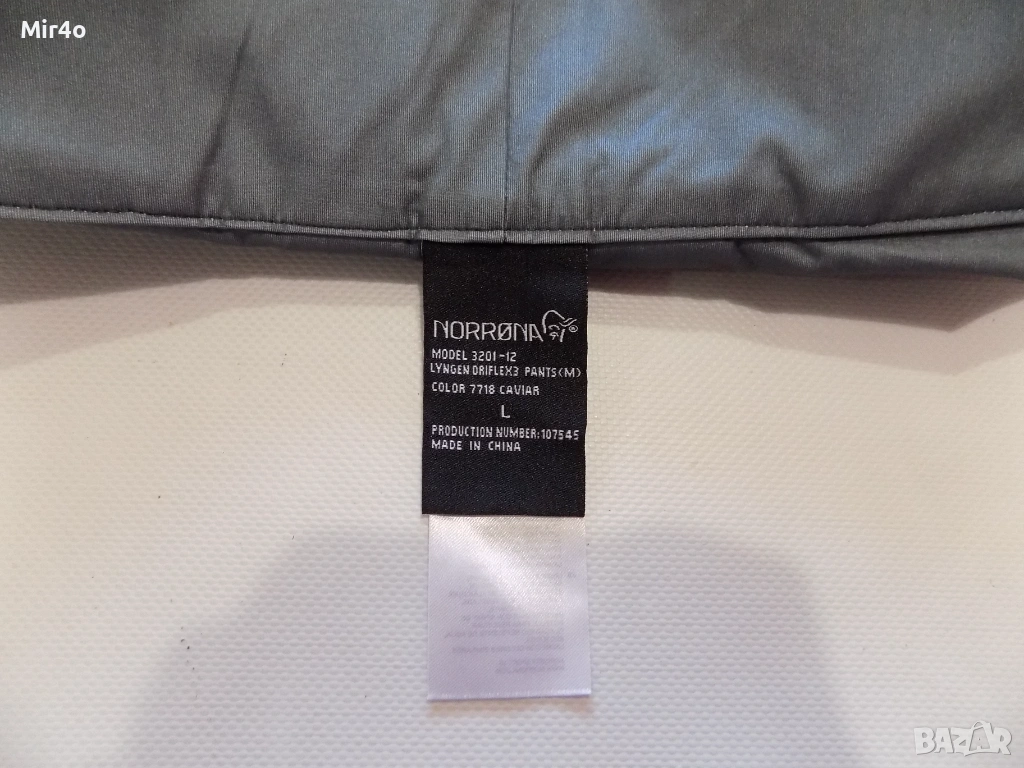 Mir4o
NORRØNA
MODEL 3201-12
LYNGEN DRIFLEX3 PANTS(M)
COLOR 7718 CAVIAR
L
PRODUCTION NUMBER:107545
MADE IN CHINA
BAZAR